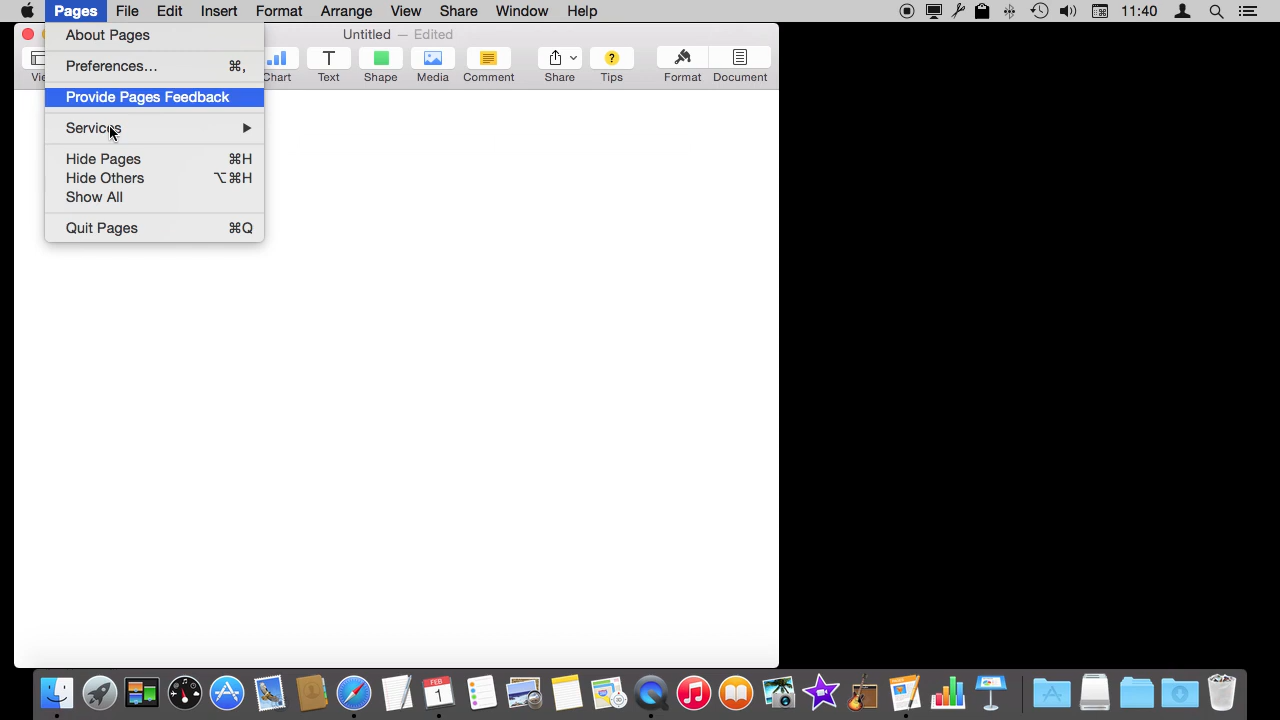 Pages File Edit Insert Format Arrange View Share Window Help 11:40
About Pages
Untitled — Edited
Preferences... ⌘,
Chart Text Shape Media Comment Share Tips Format Document
Provide Pages Feedback
Services
Hide Pages ⌘H
Hide Others ⌥⌘H
Show All
Quit Pages ⌘Q
FEB
1